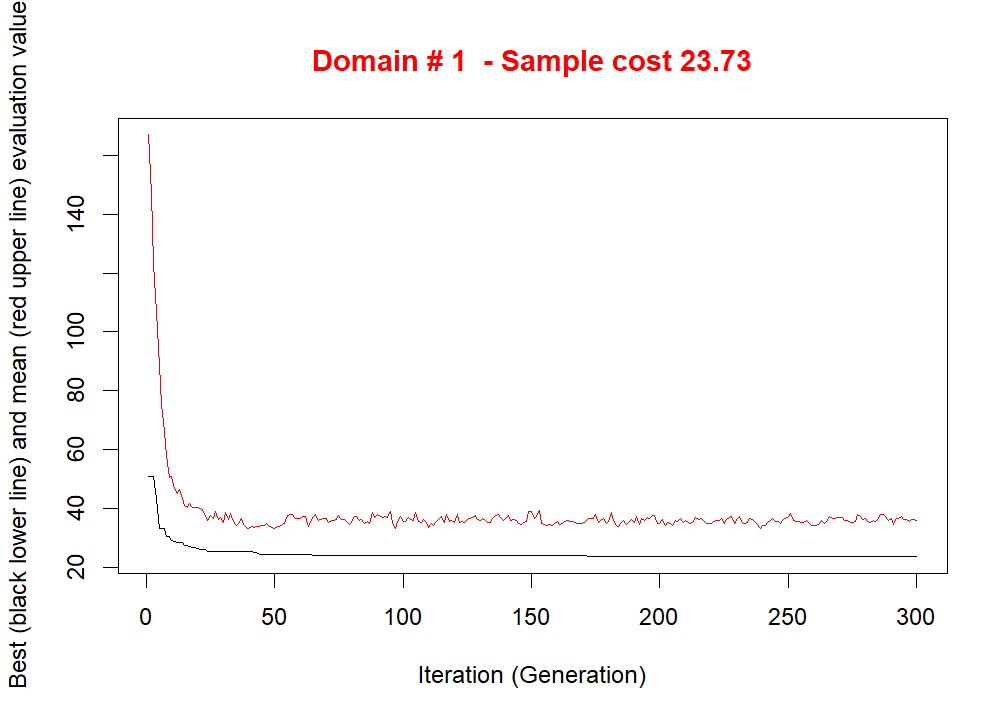 Domain # 1  - Sample cost 23.73
Best (black lower line) and mean (red upper line) evaluation value
140
100
80
60
40
20
0 50 100 150 200 250 300
Iteration (Generation)